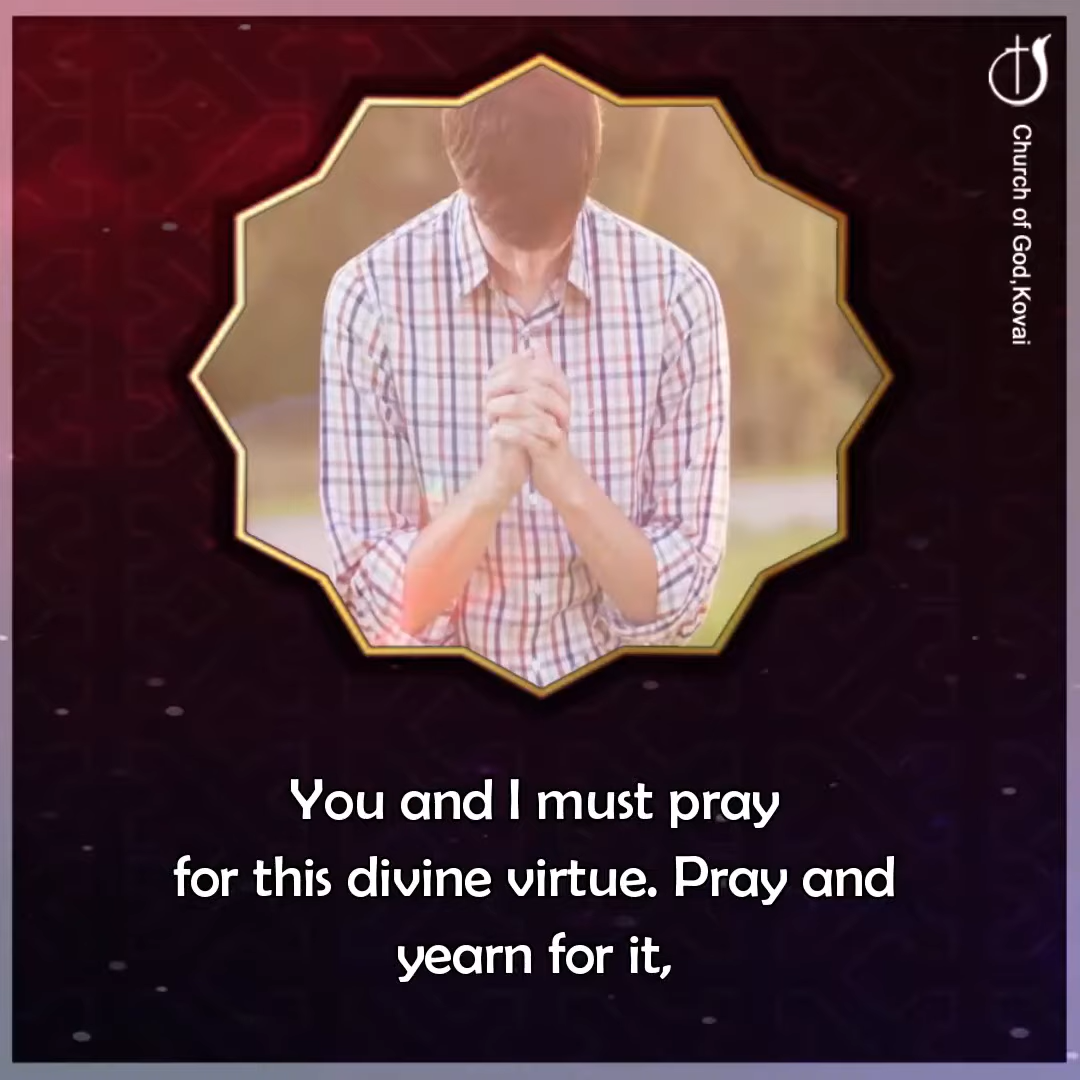 Church of God,Kovai
You and I must pray
for this divine virtue. Pray and
yearn for it,